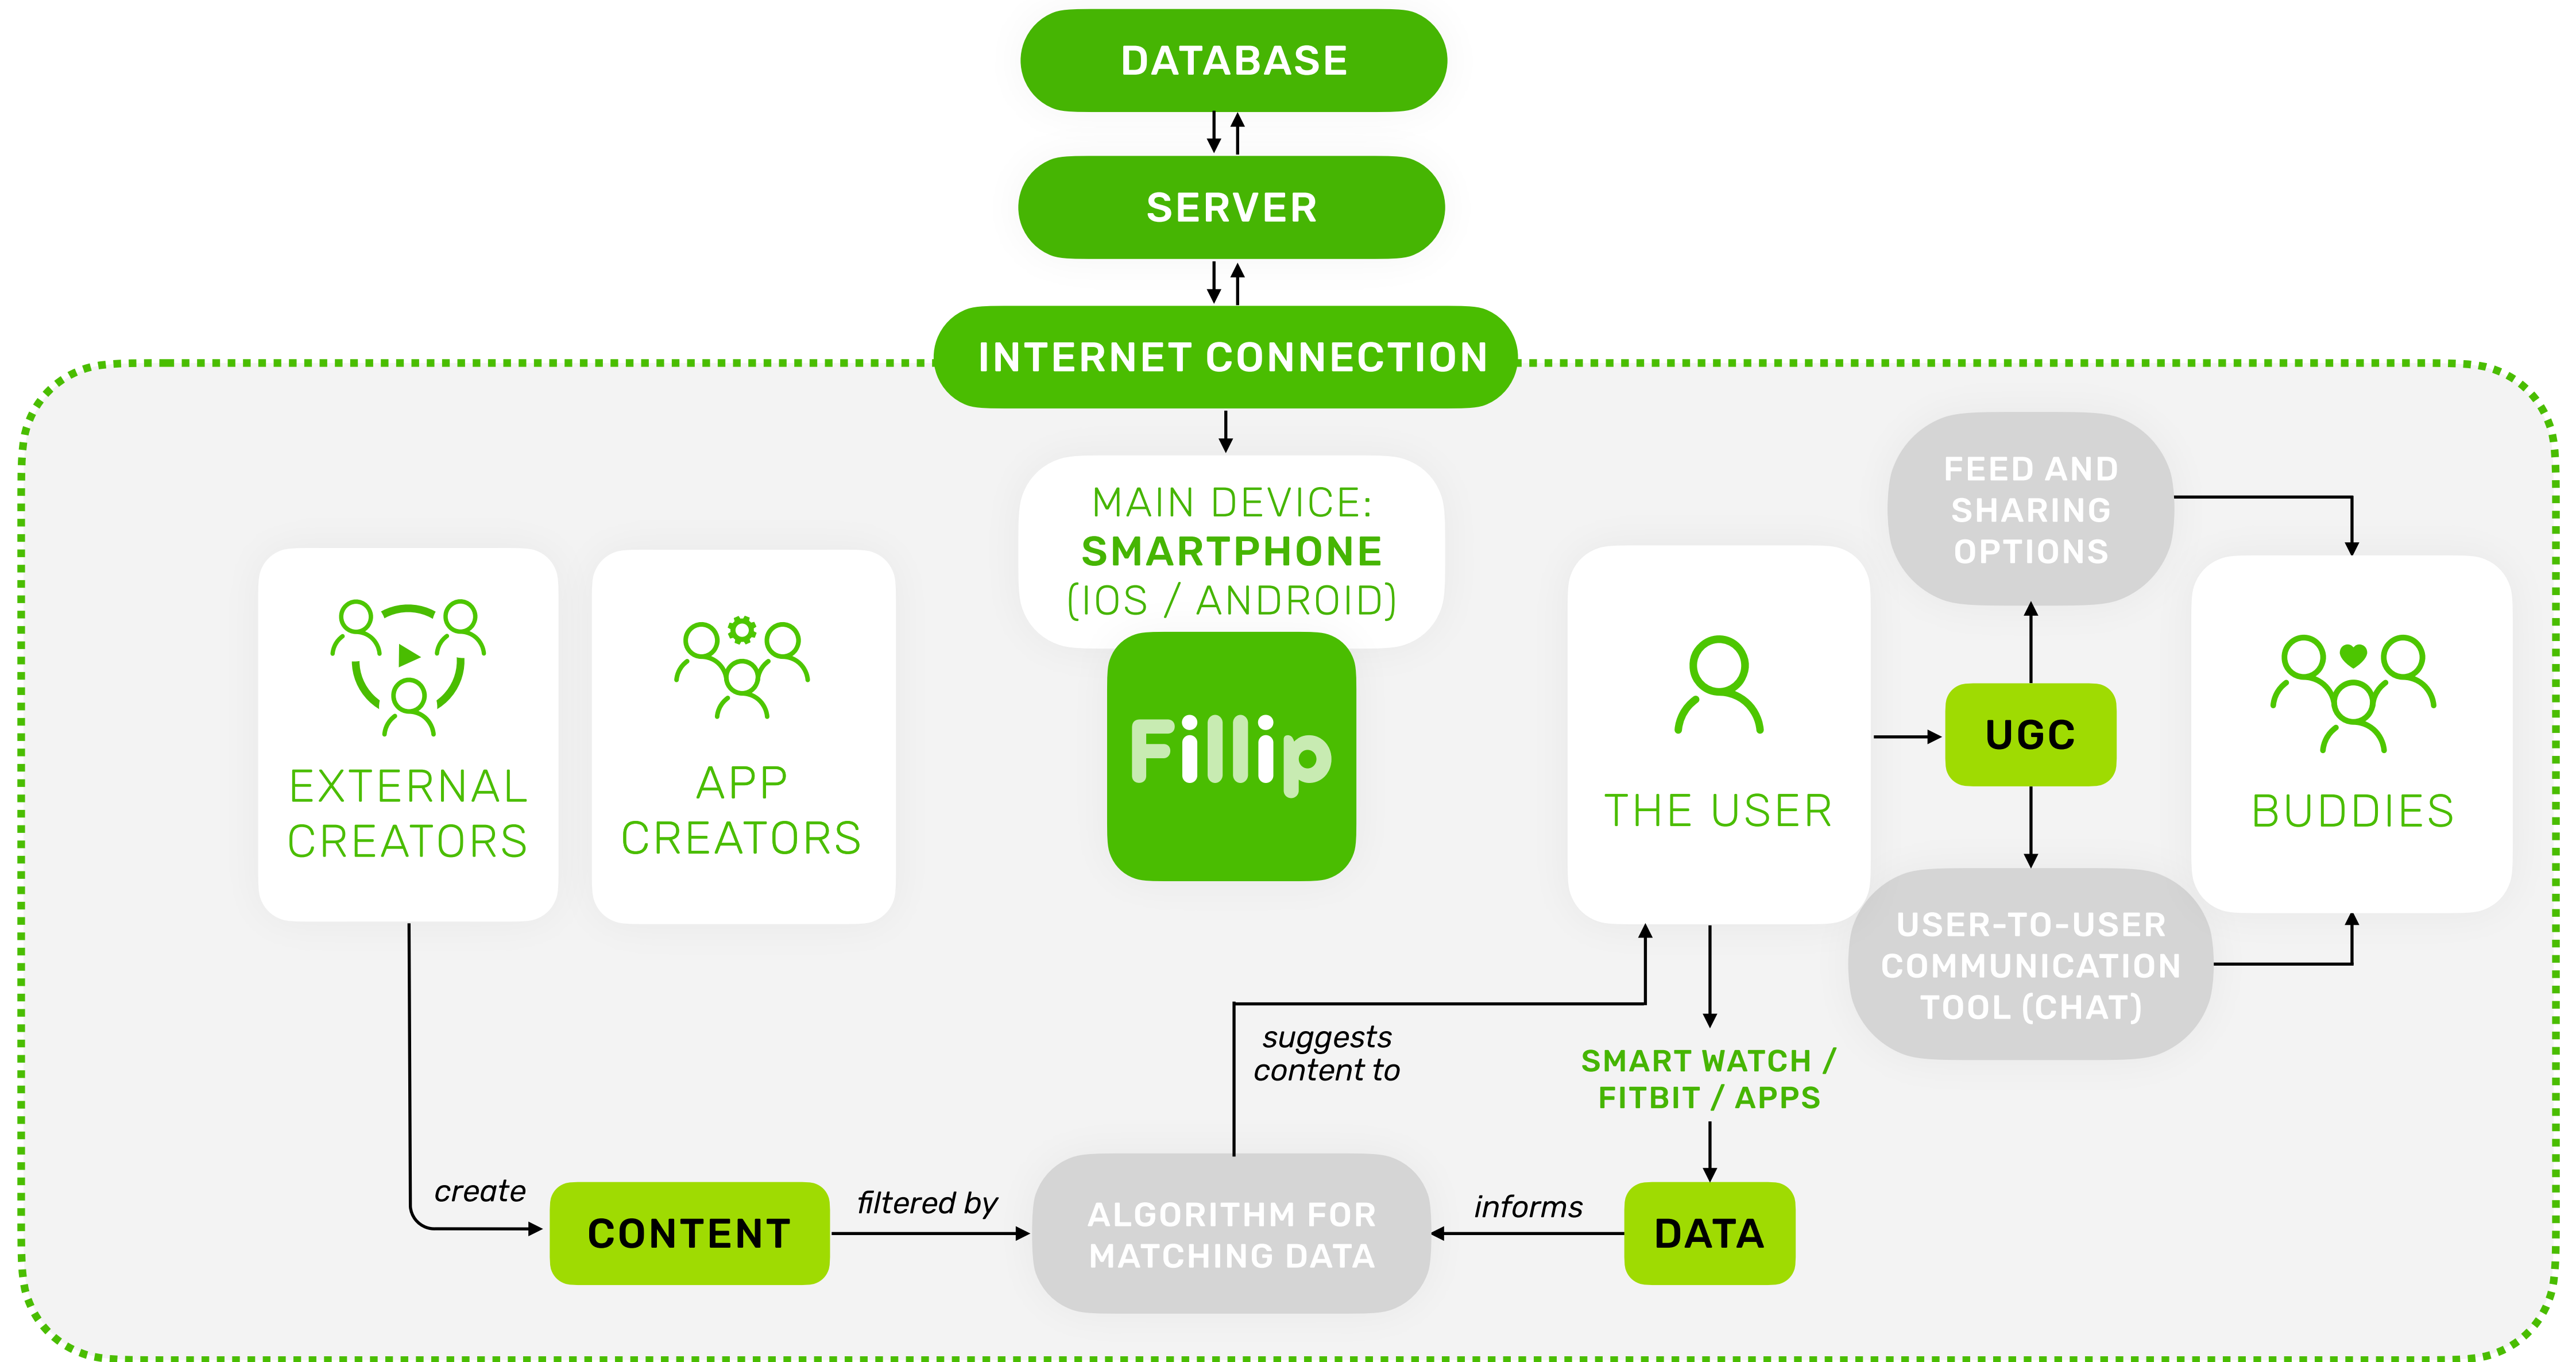 DATABASE
SERVER
INTERNET CONNECTION
MAIN DEVICE:
SMARTPHONE
(IOS / ANDROID)
Fillip
EXTERNAL
CREATORS
APP
CREATORS
THE USER
UGC
FEED AND
SHARING
OPTIONS
BUDDIES
USER-TO-USER
COMMUNICATION
TOOL (CHAT)
suggests
content to
SMART WATCH /
FITBIT / APPS
create
CONTENT
filtered by
ALGORITHM FOR
MATCHING DATA
informs
DATA